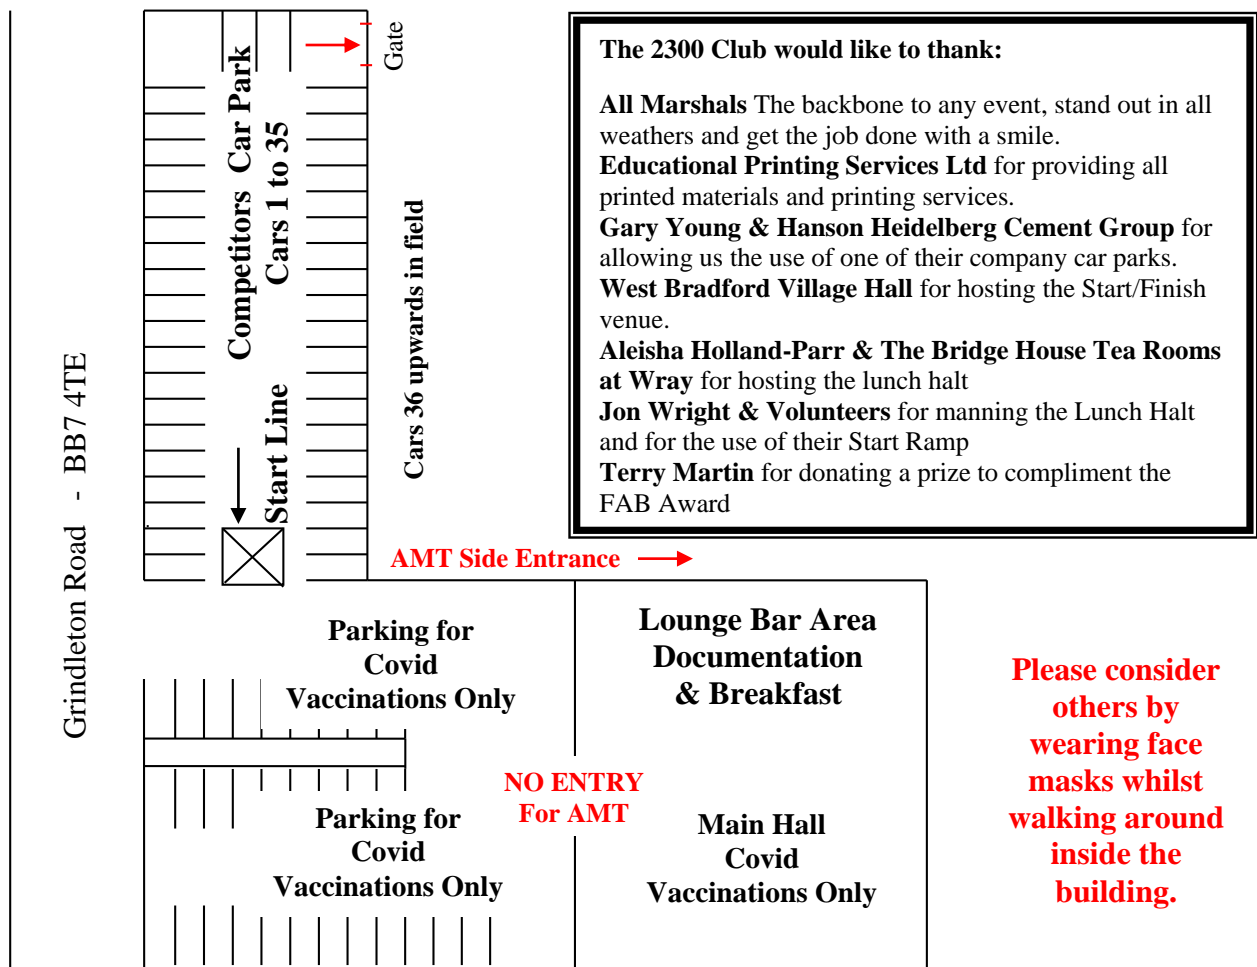 Grindleton Road - BB7 4TE
Competitors Car Park
Cars 1 to 35
Start Line
Gate
Cars 36 upwards in field
The 2300 Club would like to thank:
All Marshals The backbone to any event, stand out in all
weathers and get the job done with a smile.
Educational Printing Services Ltd for providing all
printed materials and printing services.
Gary Young & Hanson Heidelberg Cement Group for
allowing us the use of one of their company car parks.
West Bradford Village Hall for hosting the Start/Finish
venue.
Aleisha Holland-Parr & The Bridge House Tea Rooms
at Wray for hosting the lunch halt
Jon Wright & Volunteers for manning the Lunch Halt
and for the use of their Start Ramp
Terry Martin for donating a prize to compliment the
FAB Award
AMT Side Entrance
Parking for
Covid
Vaccinations Only
Lounge Bar Area
Documentation
& Breakfast
NO ENTRY
For AMT
Parking for
Covid
Vaccinations Only
Main Hall
Covid
Vaccinations Only
Please consider
others by
wearing face
masks whilst
walking around
inside the
building.